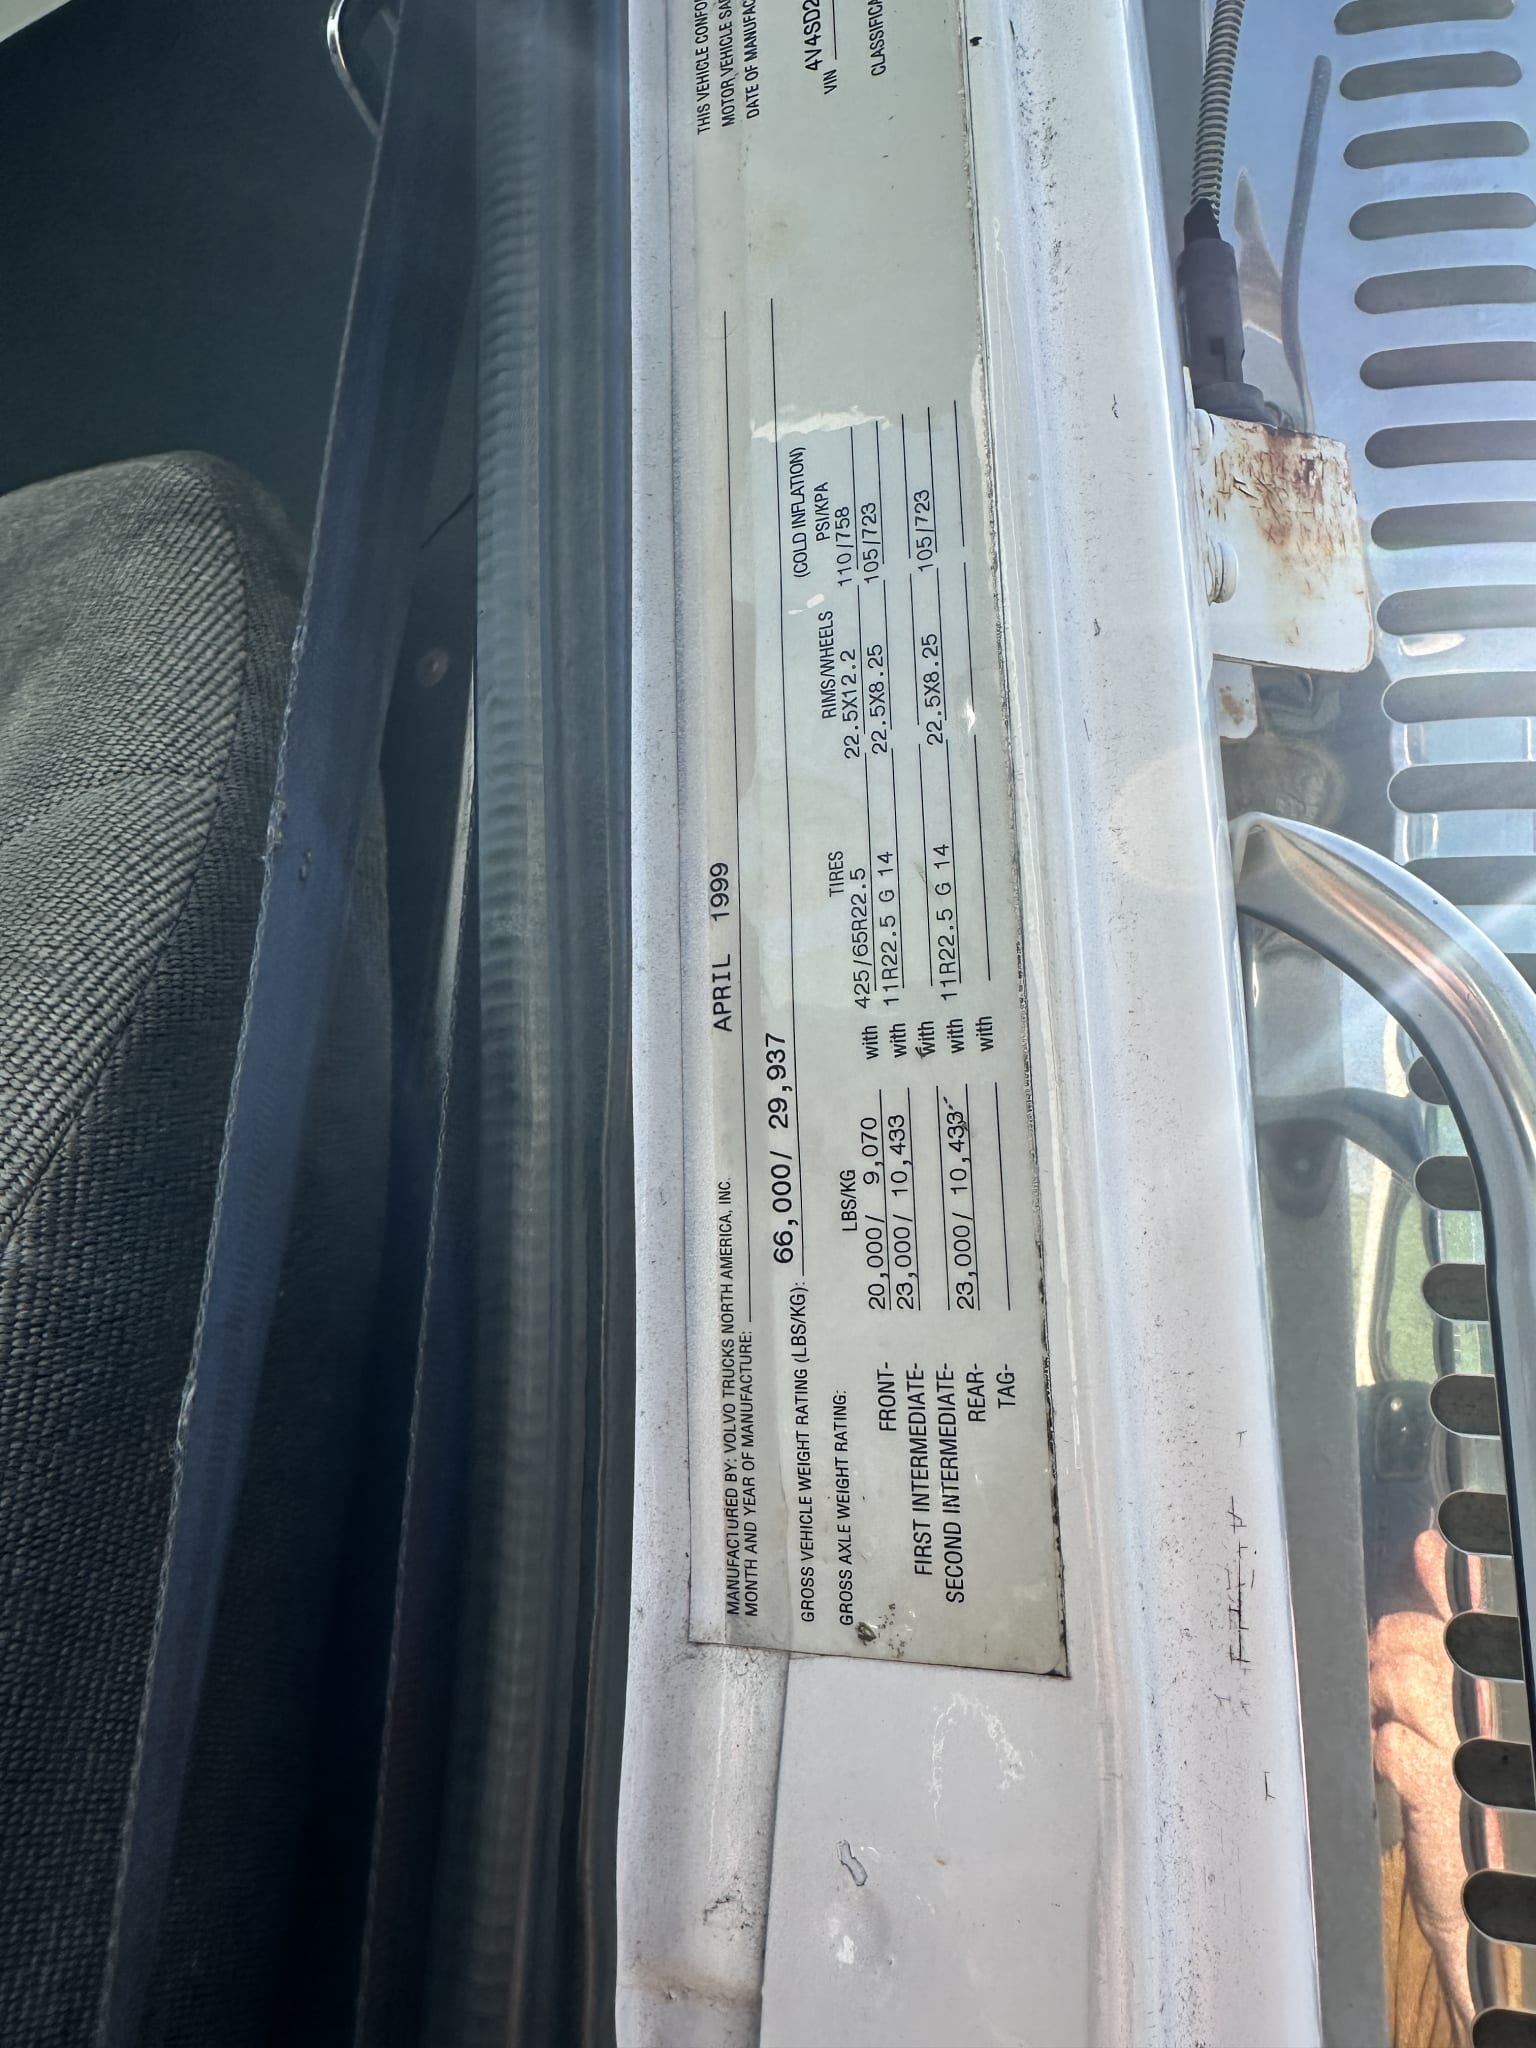 MANUFACTURED BY: VOLVO TRUCKS NORTH AMERICA, INC.
MONTH AND YEAR OF MANUFACTURE: APRIL 1999
GROSS VEHICLE WEIGHT RATING (LBS/KG): 66,000/ 29,937
GROSS AXLE WEIGHT RATING: LBS/KG TIRES RIMS/WHEELS (COLD INFLATION) PSI/KPA
FRONT- 20,000/ 9,070 with 425/65R22.5 22.5X12.2 110/758
FIRST INTERMEDIATE- 23,000/ 10,433 with 11R22.5 G 14 22.5X8.25 105/723
SECOND INTERMEDIATE- with
REAR- 23,000/ 10,433 with 11R22.5 G 14 22.5X8.25 105/723
TAG- with
THIS VEHICLE CONFO
MOTOR VEHICLE SA
DATE OF MANUFAC
4V4SD2
VIN
CLASSIFICA